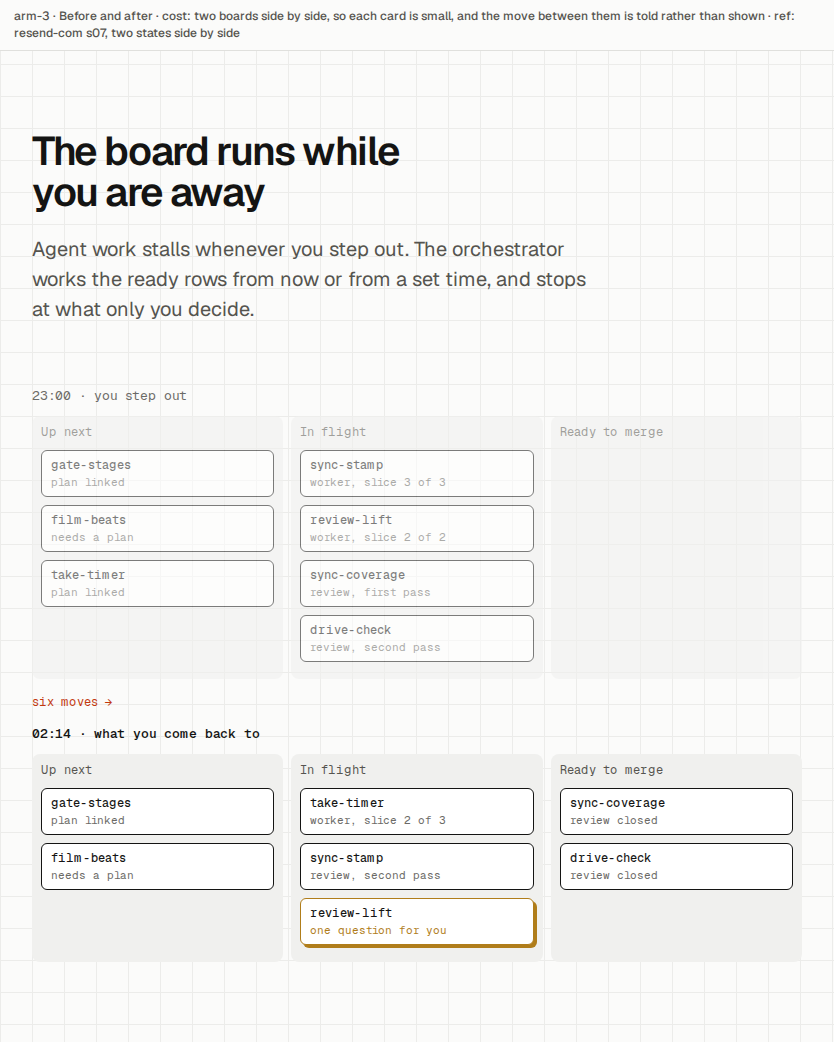 arm-3 · Before and after · cost: two boards side by side, so each card is small, and the move between them is told rather than shown · ref:
resend-com s07, two states side by side
The board runs while
you are away
Agent work stalls whenever you step out. The orchestrator
works the ready rows from now or from a set time, and stops
at what only you decide.
23:00 · you step out
Up next
gate-stages
plan linked
film-beats
needs a plan
take-timer
plan linked
In flight
sync-stamp
worker, slice 3 of 3
review-lift
worker, slice 2 of 2
sync-coverage
review, first pass
drive-check
review, second pass
Ready to merge
six moves →
02:14 · what you come back to
Up next
gate-stages
plan linked
film-beats
needs a plan
In flight
take-timer
worker, slice 2 of 3
sync-stamp
review, second pass
review-lift
one question for you
Ready to merge
sync-coverage
review closed
drive-check
review closed